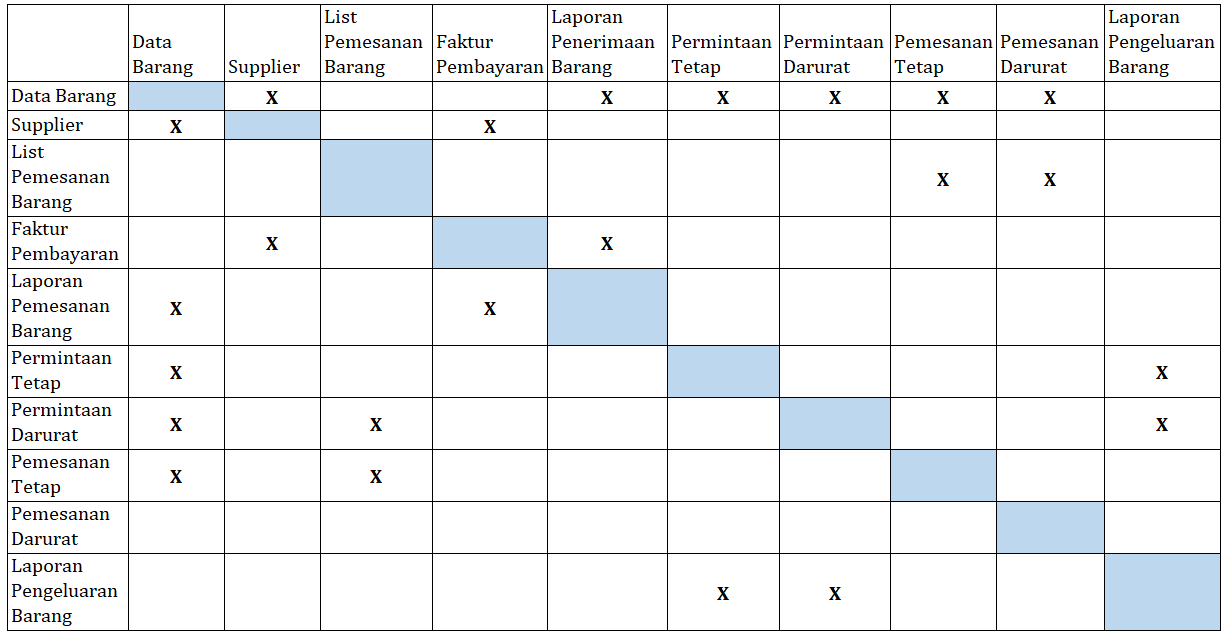 Data Barang
Supplier
List Pemesanan Barang
Faktur Pembayaran
Laporan Penerimaan Barang
Permintaan Tetap
Permintaan Darurat
Pemesanan Tetap
Pemesanan Darurat
Laporan Pengeluaran Barang
Data Barang X X X X X X
Supplier X X
List Pemesanan Barang X X
Faktur Pembayaran X X
Laporan Pemesanan Barang X X
Permintaan Tetap X X
Permintaan Darurat X X X
Pemesanan Tetap X X
Pemesanan Darurat
Laporan Pengeluaran Barang X X